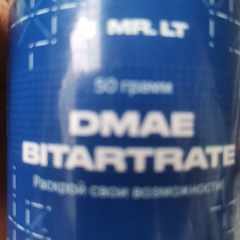 MR. LT
50 грамм
DMAE
BITARTRATE
Раскрой свои возможности